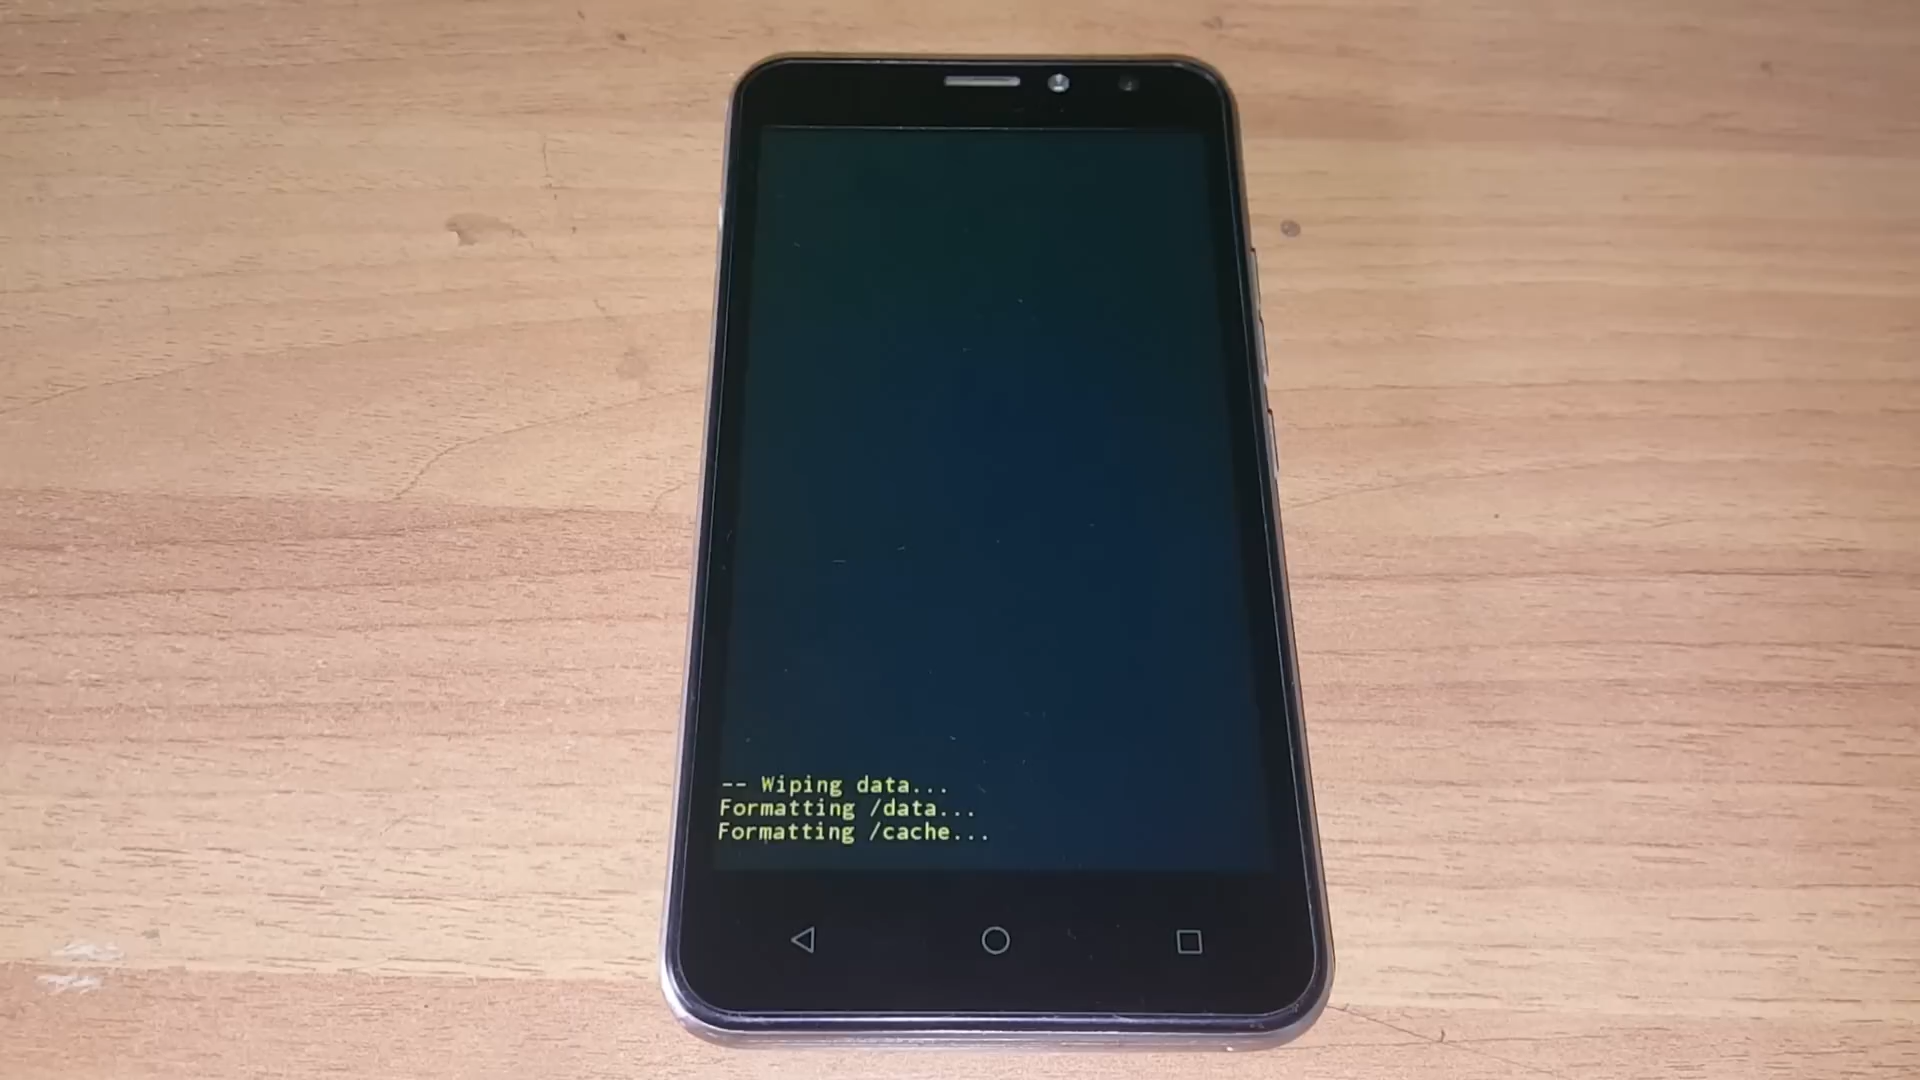 -- Wiping data...
Formatting /data...
Formatting /cache...